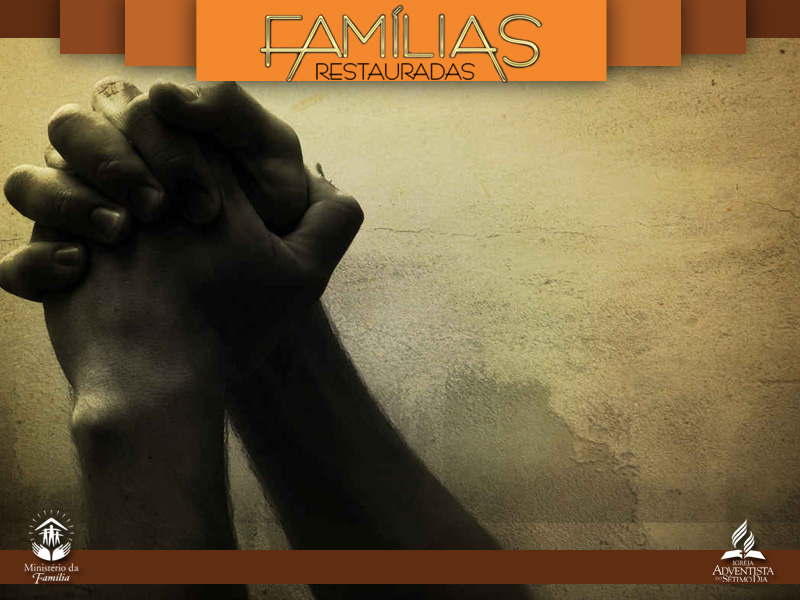 FAMÍLIAS
RESTAURADAS
Ministério da
Família
IGREJA
ADVENTISTA
DO SÉTIMO DIA